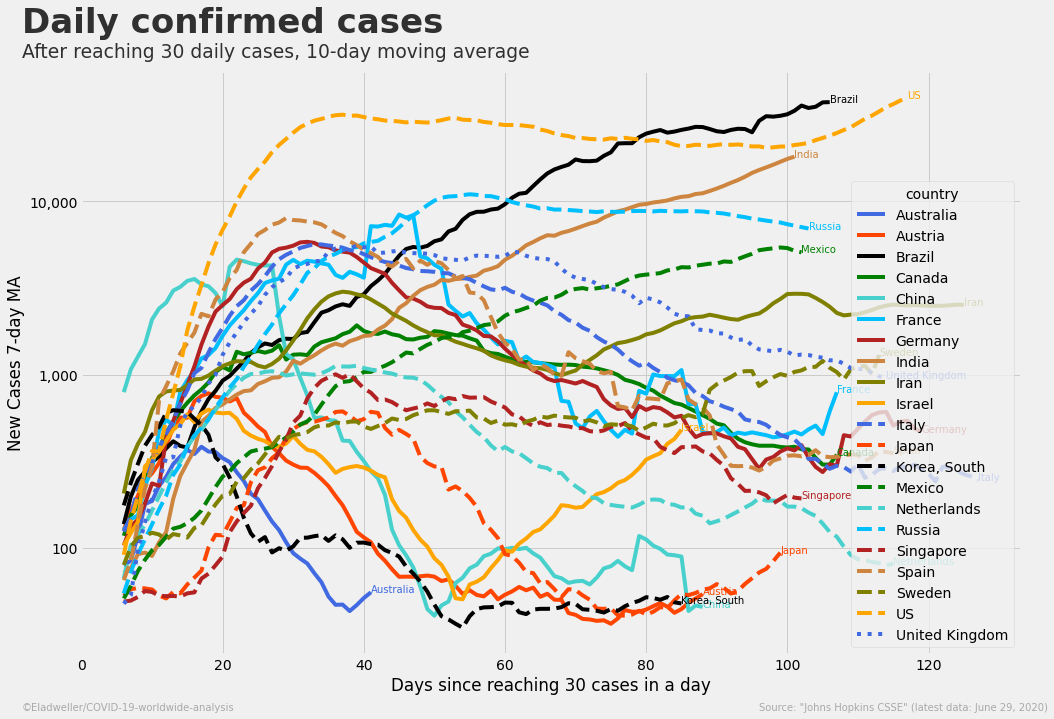 Daily confirmed cases
After reaching 30 daily cases, 10-day moving average
New Cases 7-day MA
10,000
1,000
100
0
20
40
60
80
100
120
Days since reaching 30 cases in a day
US
Brazil
India
Russia
Mexico
Iran
Sweden
United Kingdom
France
Israel
Germany
Canada
Italy
Singapore
Japan
Australia
Austria
Korea, South
China
country
Australia
Austria
Brazil
Canada
China
France
Germany
India
Iran
Israel
Italy
Japan
Korea, South
Mexico
Netherlands
Russia
Singapore
Spain
Sweden
US
United Kingdom
©Eladweller/COVID-19-worldwide-analysis
Source: "Johns Hopkins CSSE" (latest data: June 29, 2020)